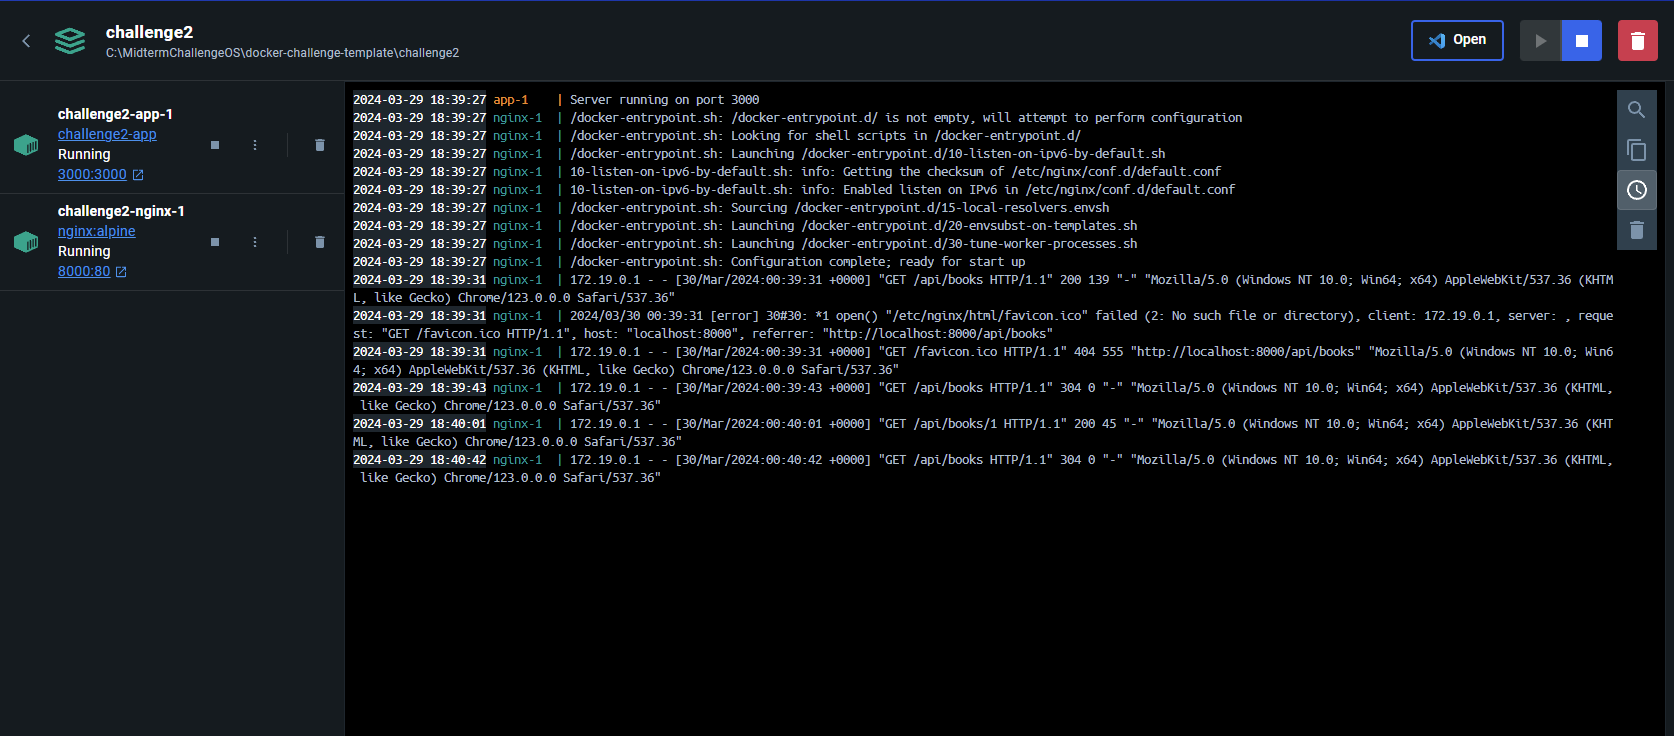 challenge2
C:\MidtermChallengeOS\docker-challenge-template\challenge2
Open
challenge2-app-1
challenge2-app
Running
3000:3000
challenge2-nginx-1
nginx:alpine
Running
8000:80
2024-03-29 18:39:27 app-1 | Server running on port 3000
2024-03-29 18:39:27 nginx-1 | /docker-entrypoint.sh: /docker-entrypoint.d/ is not empty, will attempt to perform configuration
2024-03-29 18:39:27 nginx-1 | /docker-entrypoint.sh: Looking for shell scripts in /docker-entrypoint.d/
2024-03-29 18:39:27 nginx-1 | /docker-entrypoint.sh: Launching /docker-entrypoint.d/10-listen-on-ipv6-by-default.sh
2024-03-29 18:39:27 nginx-1 | 10-listen-on-ipv6-by-default.sh: info: Getting the checksum of /etc/nginx/conf.d/default.conf
2024-03-29 18:39:27 nginx-1 | 10-listen-on-ipv6-by-default.sh: info: Enabled listen on IPv6 in /etc/nginx/conf.d/default.conf
2024-03-29 18:39:27 nginx-1 | /docker-entrypoint.sh: Sourcing /docker-entrypoint.d/15-local-resolvers.envsh
2024-03-29 18:39:27 nginx-1 | /docker-entrypoint.sh: Launching /docker-entrypoint.d/20-envsubst-on-templates.sh
2024-03-29 18:39:27 nginx-1 | /docker-entrypoint.sh: Launching /docker-entrypoint.d/30-tune-worker-processes.sh
2024-03-29 18:39:27 nginx-1 | /docker-entrypoint.sh: Configuration complete; ready for start up
2024-03-29 18:39:31 nginx-1 | 172.19.0.1 - - [30/Mar/2024:00:39:31 +0000] "GET /api/books HTTP/1.1" 200 139 "-" "Mozilla/5.0 (Windows NT 10.0; Win64; x64) AppleWebKit/537.36 (KHTM
L, like Gecko) Chrome/123.0.0.0 Safari/537.36"
2024-03-29 18:39:31 nginx-1 | 2024/03/30 00:39:31 [error] 30#30: *1 open() "/etc/nginx/html/favicon.ico" failed (2: No such file or directory), client: 172.19.0.1, server: , reque
st: "GET /favicon.ico HTTP/1.1", host: "localhost:8000", referrer: "http://localhost:8000/api/books"
2024-03-29 18:39:31 nginx-1 | 172.19.0.1 - - [30/Mar/2024:00:39:31 +0000] "GET /favicon.ico HTTP/1.1" 404 555 "http://localhost:8000/api/books" "Mozilla/5.0 (Windows NT 10.0; Win6
4; x64) AppleWebKit/537.36 (KHTML, like Gecko) Chrome/123.0.0.0 Safari/537.36"
2024-03-29 18:39:43 nginx-1 | 172.19.0.1 - - [30/Mar/2024:00:39:43 +0000] "GET /api/books HTTP/1.1" 304 0 "-" "Mozilla/5.0 (Windows NT 10.0; Win64; x64) AppleWebKit/537.36 (KHTML,
like Gecko) Chrome/123.0.0.0 Safari/537.36"
2024-03-29 18:40:01 nginx-1 | 172.19.0.1 - - [30/Mar/2024:00:40:01 +0000] "GET /api/books/1 HTTP/1.1" 200 45 "-" "Mozilla/5.0 (Windows NT 10.0; Win64; x64) AppleWebKit/537.36 (KHT
ML, like Gecko) Chrome/123.0.0.0 Safari/537.36"
2024-03-29 18:40:42 nginx-1 | 172.19.0.1 - - [30/Mar/2024:00:40:42 +0000] "GET /api/books HTTP/1.1" 304 0 "-" "Mozilla/5.0 (Windows NT 10.0; Win64; x64) AppleWebKit/537.36 (KHTML,
like Gecko) Chrome/123.0.0.0 Safari/537.36"